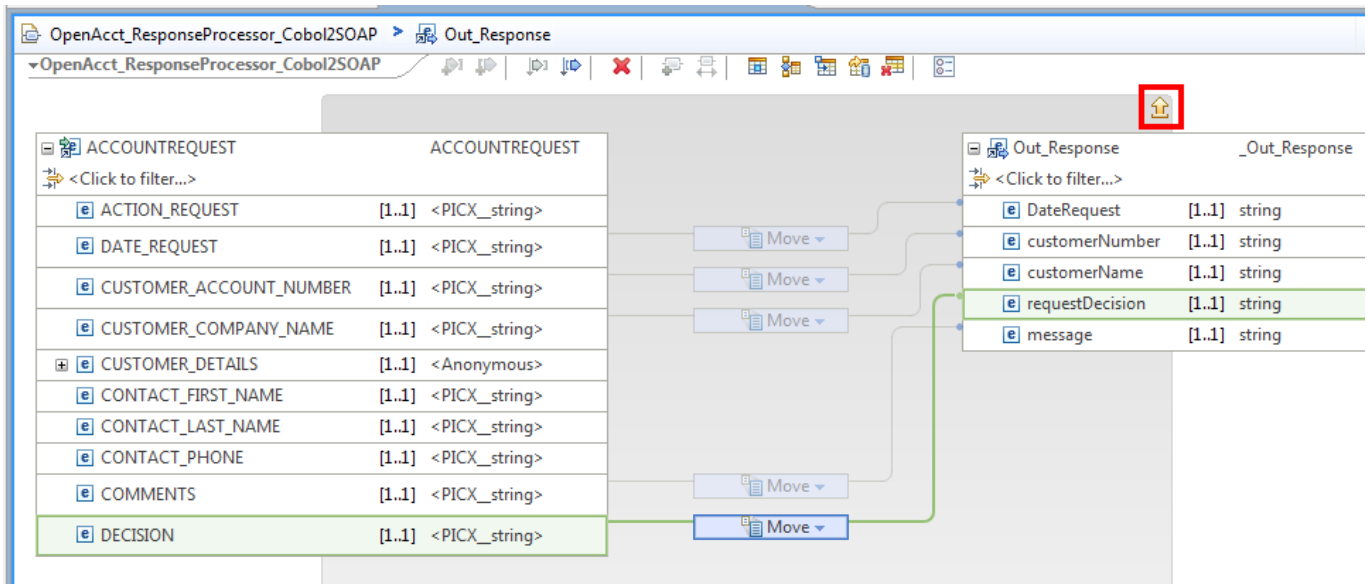 OpenAcct_ResponseProcessor_Cobol2SOAP > Out_Response
OpenAcct_ResponseProcessor_Cobol2SOAP
ACCOUNTREQUEST ACCOUNTREQUEST
<Click to filter...>
ACTION_REQUEST [1..1] <PICX__string>
DATE_REQUEST [1..1] <PICX__string>
CUSTOMER_ACCOUNT_NUMBER [1..1] <PICX__string>
CUSTOMER_COMPANY_NAME [1..1] <PICX__string>
CUSTOMER_DETAILS [1..1] <Anonymous>
CONTACT_FIRST_NAME [1..1] <PICX__string>
CONTACT_LAST_NAME [1..1] <PICX__string>
CONTACT_PHONE [1..1] <PICX__string>
COMMENTS [1..1] <PICX__string>
DECISION [1..1] <PICX__string>
Move
Move
Move
Move
Move
Out_Response _Out_Response
<Click to filter...>
DateRequest [1..1] string
customerNumber [1..1] string
customerName [1..1] string
requestDecision [1..1] string
message [1..1] string